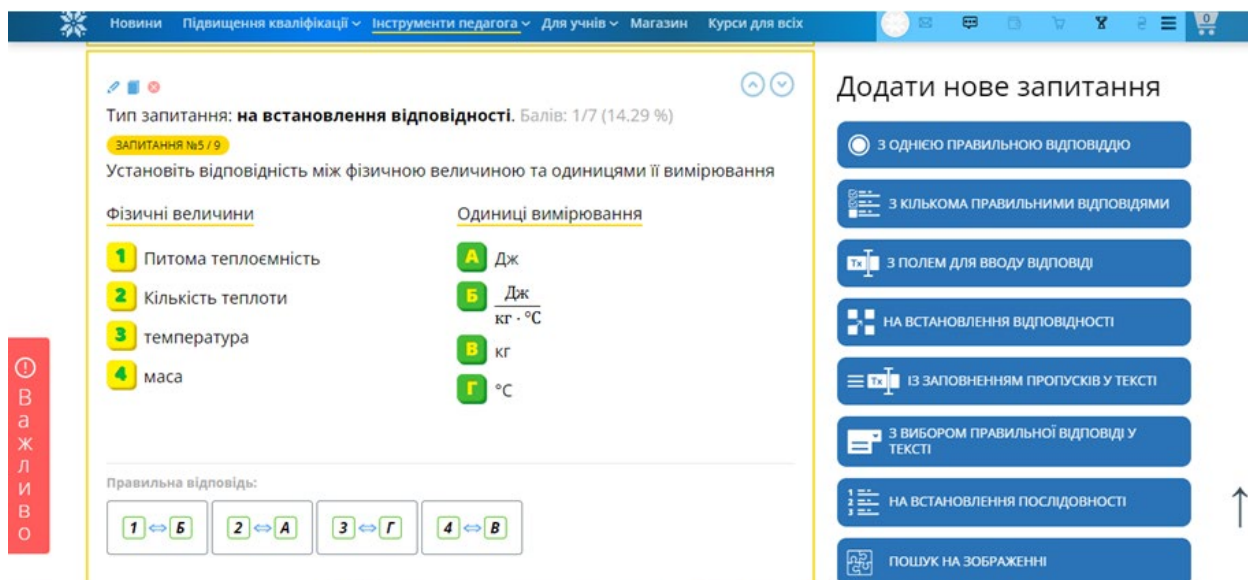 Новини Підвищення кваліфікації Інструменти педагога Для учнів Магазин Курси для всіх 0
Тип запитання: на встановлення відповідності. Балів: 1/7 (14.29 %)
ЗАПИТАННЯ №5 / 9
Установіть відповідність між фізичною величиною та одиницями її вимірювання
Фізичні величини Одиниці вимірювання
1 Питома теплоємність А Дж
2 Кількість теплоти Б Дж
кг · °C
3 температура В кг
4 маса Г °C
Правильна відповідь:
1 ⇔ Б 2 ⇔ А 3 ⇔ Г 4 ⇔ В
Важливо
Додати нове запитання
З ОДНІЄЮ ПРАВИЛЬНОЮ ВІДПОВІДДЮ
З КІЛЬКОМА ПРАВИЛЬНИМИ ВІДПОВІДЯМИ
Tx З ПОЛЕМ ДЛЯ ВВОДУ ВІДПОВІДІ
НА ВСТАНОВЛЕННЯ ВІДПОВІДНОСТІ
Tx ІЗ ЗАПОВНЕННЯМ ПРОПУСКІВ У ТЕКСТІ
З ВИБОРОМ ПРАВИЛЬНОЇ ВІДПОВІДІ У
ТЕКСТІ
НА ВСТАНОВЛЕННЯ ПОСЛІДОВНОСТІ
ПОШУК НА ЗОБРАЖЕННІ